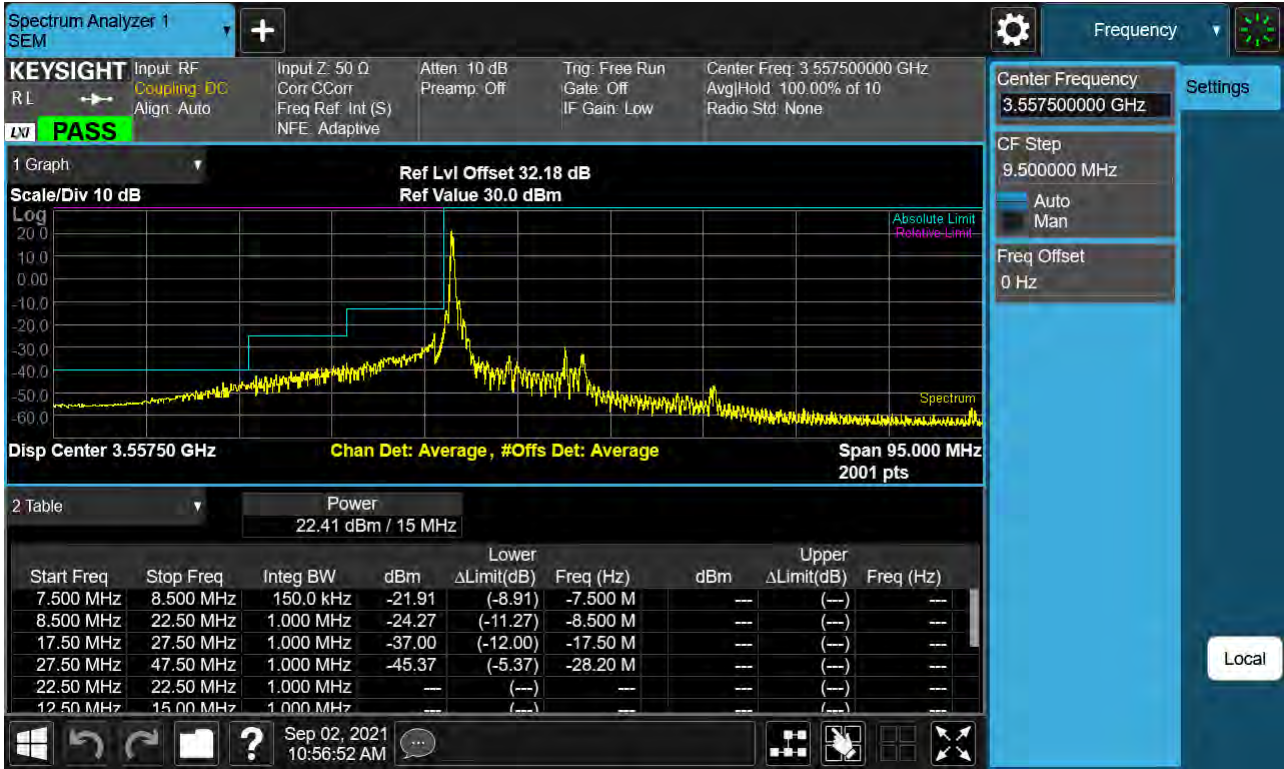 Spectrum Analyzer 1
SEM
+
Frequency
KEYSIGHT
R L
LXI
PASS
Input: RF
Coupling: DC
Align: Auto
Input Z: 50 Ω
Corr CCorr
Freq Ref: Int (S)
NFE: Adaptive
Atten: 10 dB
Preamp: Off
Trig: Free Run
Gate: Off
IF Gain: Low
Center Freq: 3.557500000 GHz
Avg|Hold: 100.00% of 10
Radio Std: None
Center Frequency
3.557500000 GHz
Settings
CF Step
9.500000 MHz
Auto
Man
Freq Offset
0 Hz
Local
1 Graph
Scale/Div 10 dB
Ref Lvl Offset 32.18 dB
Ref Value 30.0 dBm
Log
Absolute Limit
Relative Limit
20.0
10.0
0.00
-10.0
-20.0
-30.0
-40.0
-50.0
-60.0
Spectrum
Disp Center 3.55750 GHz
Chan Det: Average, #Offs Det: Average
Span 95.000 MHz
2001 pts
2 Table
Power
22.41 dBm / 15 MHz
Lower Upper
Start Freq Stop Freq Integ BW dBm ΔLimit(dB) Freq (Hz) dBm ΔLimit(dB) Freq (Hz)
7.500 MHz 8.500 MHz 150.0 kHz -21.91 (-8.91) -7.500 M --- (---) ---
8.500 MHz 22.50 MHz 1.000 MHz -24.27 (-11.27) -8.500 M --- (---) ---
17.50 MHz 27.50 MHz 1.000 MHz -37.00 (-12.00) -17.50 M --- (---) ---
27.50 MHz 47.50 MHz 1.000 MHz -45.37 (-5.37) -28.20 M --- (---) ---
22.50 MHz 22.50 MHz 1.000 MHz --- (---) --- --- (---) ---
12.50 MHz 15.00 MHz 1.000 MHz --- (---) --- --- (---) ---
?
Sep 02, 2021
10:56:52 AM